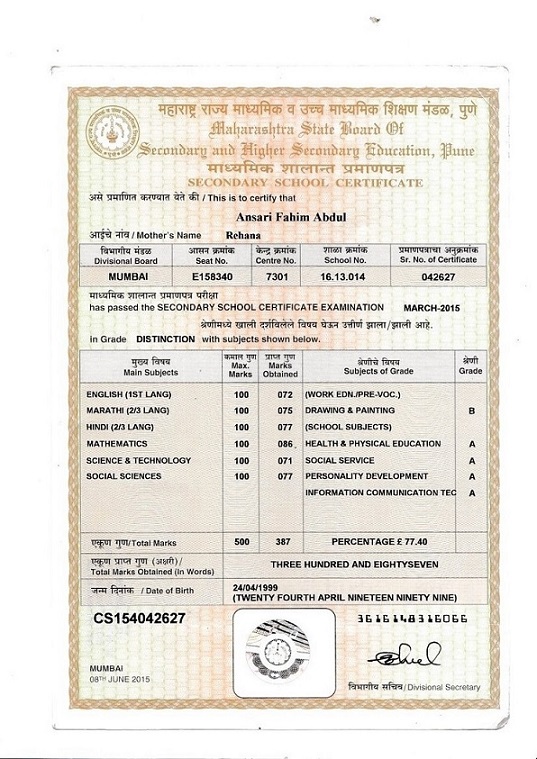 महाराष्ट्र राज्य माध्यमिक व उच्च माध्यमिक शिक्षण मंडळ, पुणे
Maharashtra State Board Of
Secondary and Higher Secondary Education, Pune
माध्यमिक शालान्त प्रमाणपत्र
SECONDARY SCHOOL CERTIFICATE
असे प्रमाणित करण्यात येते की / This is to certify that
Ansari Fahim Abdul
आईचे नांव / Mother's Name Rehana
विभागीय मंडळ आसन क्रमांक केन्द्र क्रमांक शाळा क्रमांक प्रमाणपत्राचा अनुक्रमांक
Divisional Board Seat No. Centre No. School No. Sr. No. of Certificate
MUMBAI E158340 7301 16.13.014 042627
माध्यमिक शालान्त प्रमाणपत्र परीक्षा
has passed the SECONDARY SCHOOL CERTIFICATE EXAMINATION MARCH-2015
श्रेणीमध्ये खाली दर्शविलेले विषय घेऊन उत्तीर्ण झाला/झाली आहे.
in Grade DISTINCTION with subjects shown below.
मुख्य विषय कमाल गुण प्राप्त गुण श्रेणीचे विषय श्रेणी
Main Subjects Max. Marks Marks Obtained Subjects of Grade Grade
ENGLISH (1ST LANG) 100 072 (WORK EDN./PRE-VOC.)
MARATHI (2/3 LANG) 100 075 DRAWING & PAINTING B
HINDI (2/3 LANG) 100 077 (SCHOOL SUBJECTS)
MATHEMATICS 100 086 HEALTH & PHYSICAL EDUCATION A
SCIENCE & TECHNOLOGY 100 071 SOCIAL SERVICE A
SOCIAL SCIENCES 100 077 PERSONALITY DEVELOPMENT A
INFORMATION COMMUNICATION TEC A
एकूण गुण/Total Marks 500 387 PERCENTAGE £ 77.40
एकूण प्राप्त गुण (अक्षरी)/
Total Marks Obtained (In Words) THREE HUNDRED AND EIGHTYSEVEN
जन्म दिनांक / Date of Birth 24/04/1999
(TWENTY FOURTH APRIL NINETEEN NINETY NINE)
CS154042627 3616148316066
MUMBAI
08TH JUNE 2015
विभागीय सचिव/Divisional Secretary